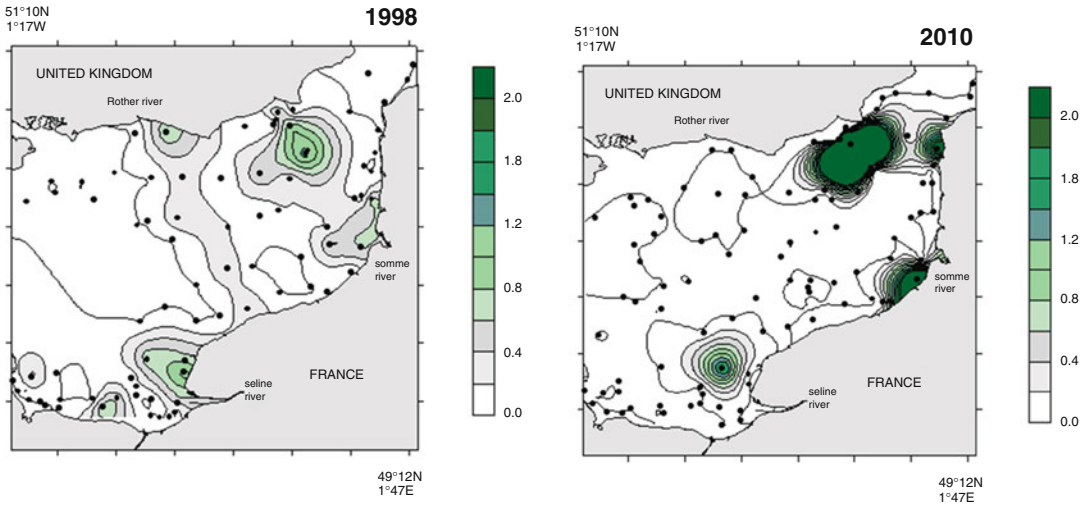 51°10N
1°17W
1998
UNITED KINGDOM
Rother river
somme
river
FRANCE
seline
river
49°12N
1°47E
2.0
1.8
1.2
0.8
0.4
0.0
51°10N
1°17W
2010
UNITED KINGDOM
Rother river
somme
river
FRANCE
seline
river
49°12N
1°47E
2.0
1.8
1.2
0.8
0.4
0.0